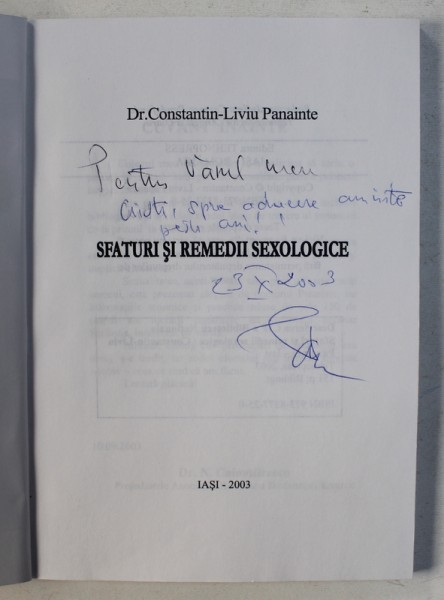 Dr.Constantin-Liviu Panainte
Pentru Vărul meu
Cristi, spre aducere aminte
peste ani!!
SFATURI ŞI REMEDII SEXOLOGICE
23 X 2003
IAŞI - 2003